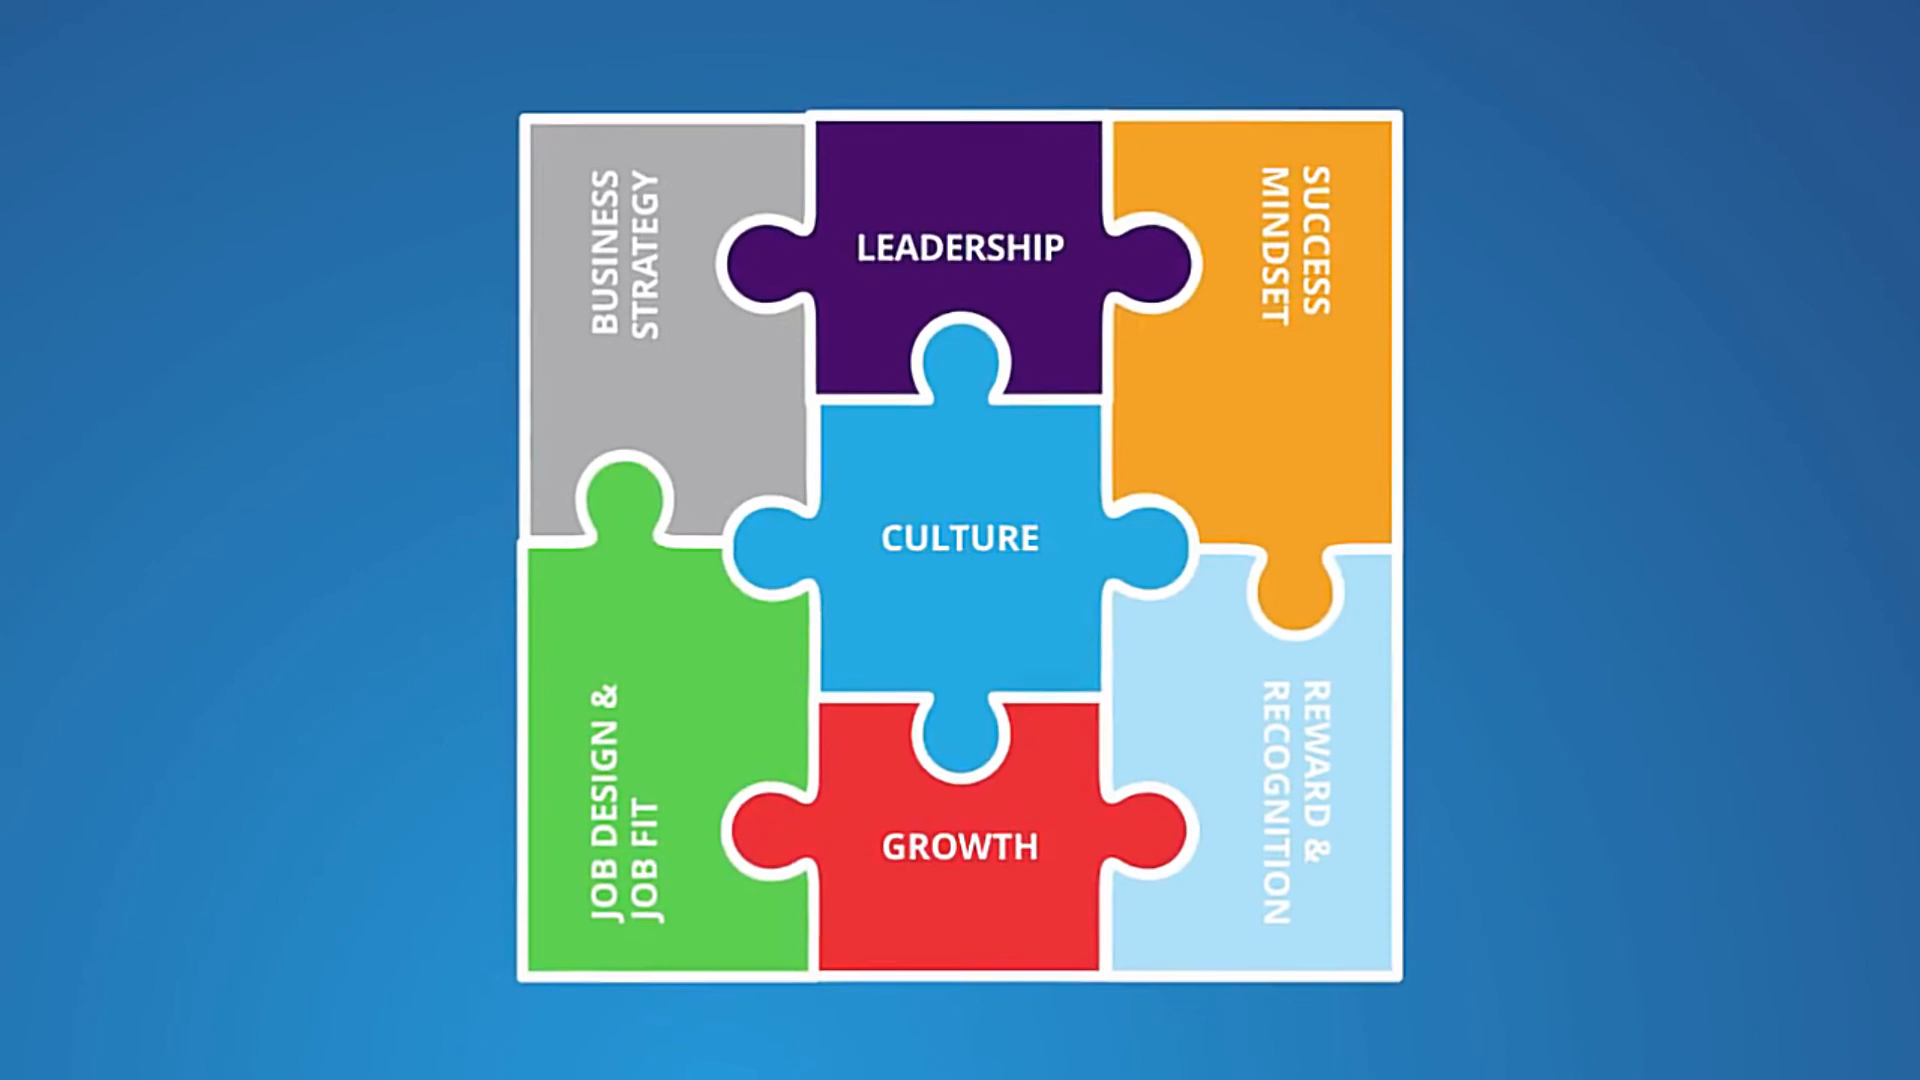 BUSINESS
STRATEGY
LEADERSHIP
SUCCESS
MINDSET
CULTURE
JOB DESIGN &
JOB FIT
GROWTH
REWARD &
RECOGNITION